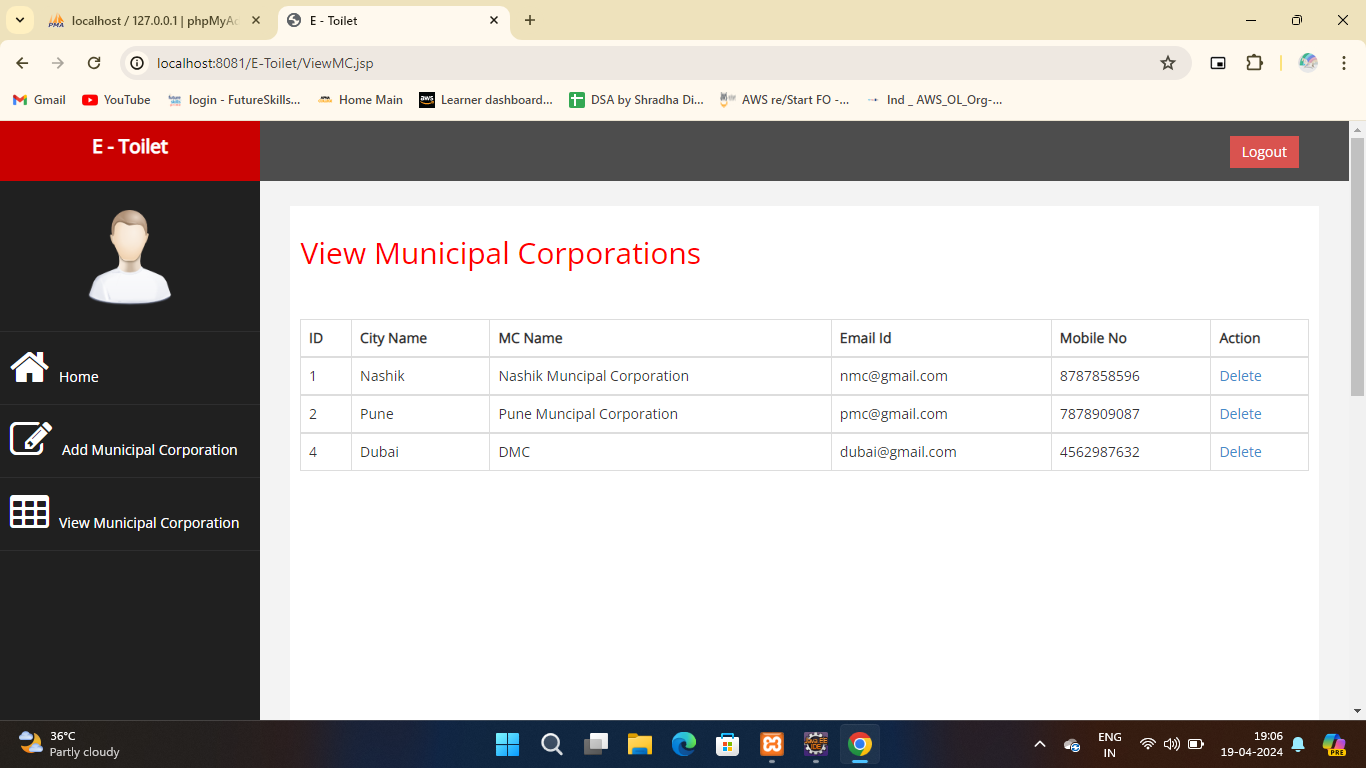 localhost / 127.0.0.1 | phpMyAd
E - Toilet
localhost:8081/E-Toilet/ViewMC.jsp
Gmail YouTube login - FutureSkills... Home Main aws Learner dashboard... DSA by Shradha Di... AWS re/Start FO -... Ind _ AWS_OL_Org-...
E - Toilet
Logout
Home
Add Municipal Corporation
View Municipal Corporation
View Municipal Corporations
ID City Name MC Name Email Id Mobile No Action
1 Nashik Nashik Muncipal Corporation nmc@gmail.com 8787858596 Delete
2 Pune Pune Muncipal Corporation pmc@gmail.com 7878909087 Delete
4 Dubai DMC dubai@gmail.com 4562987632 Delete
36°C
Partly cloudy
ENG
IN
19:06
19-04-2024
PRE